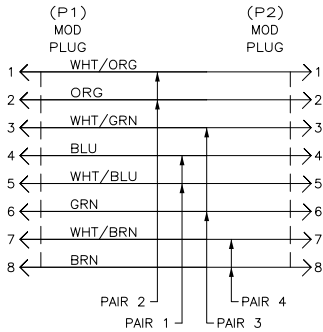 (P1) (P2)
MOD MOD
PLUG PLUG
1 WHT/ORG 1
2 ORG 2
3 WHT/GRN 3
4 BLU 4
5 WHT/BLU 5
6 GRN 6
7 WHT/BRN 7
8 BRN 8
PAIR 2 PAIR 4
PAIR 1 PAIR 3